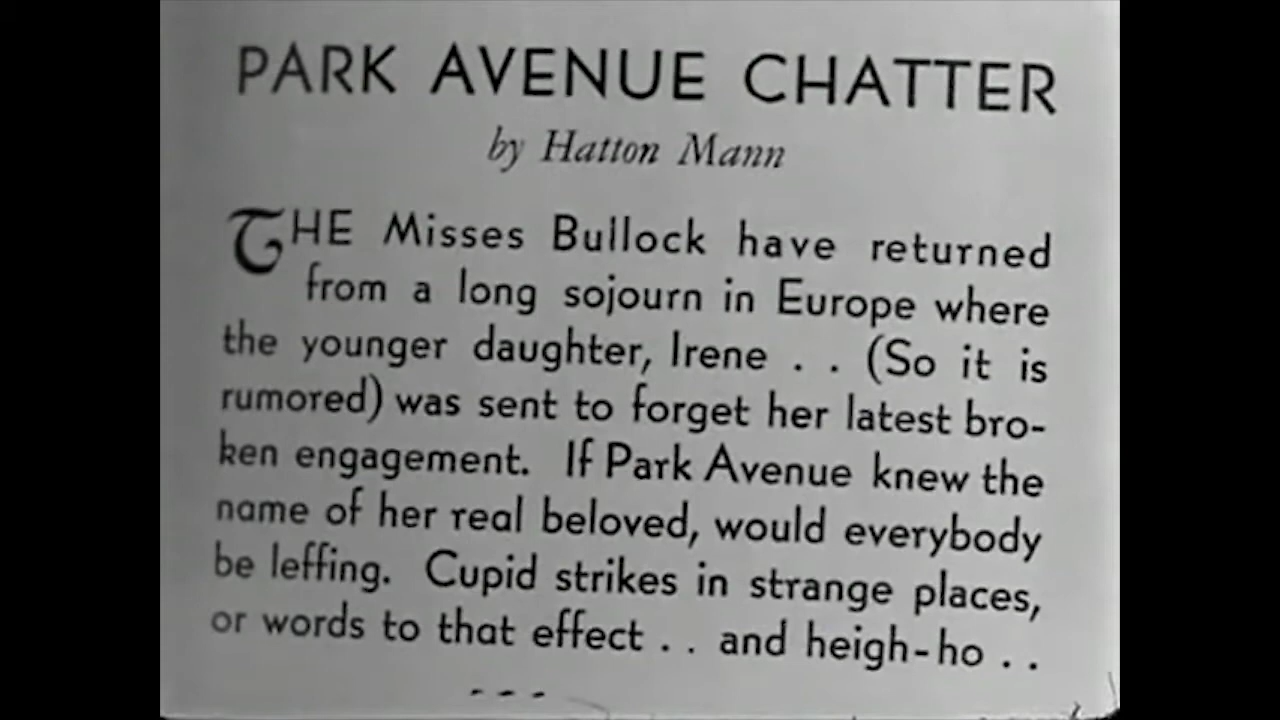 PARK AVENUE CHATTER
by Hatton Mann
THE Misses Bullock have returned
from a long sojourn in Europe where
the younger daughter, Irene . . (So it is
rumored) was sent to forget her latest bro-
ken engagement. If Park Avenue knew the
name of her real beloved, would everybody
be leffing. Cupid strikes in strange places,
or words to that effect . . and heigh-ho . .
- - -